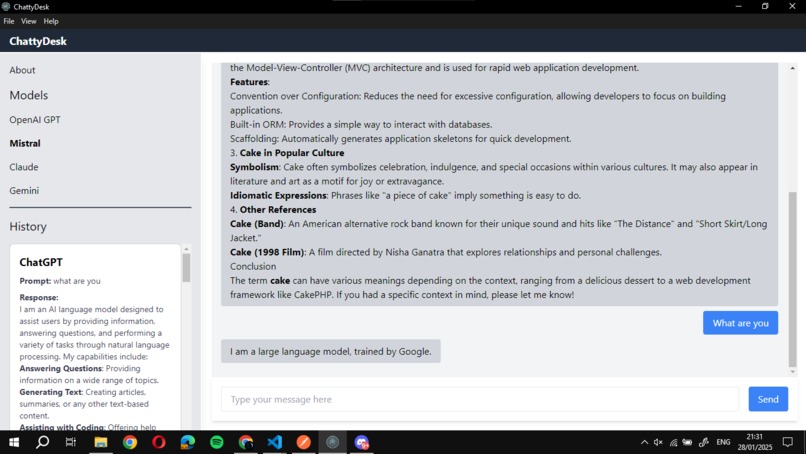 ChattyDesk
File View Help
ChattyDesk
About
Models
OpenAI GPT
Mistral
Claude
Gemini
History
ChatGPT
Prompt: what are you
Response:
I am an AI language model designed to
assist users by providing information,
answering questions, and performing a
variety of tasks through natural language
processing. My capabilities include:
Answering Questions: Providing
information on a wide range of topics.
Generating Text: Creating articles,
summaries, or any other text-based
content.
Assisting with Coding: Offering help
the Model-View-Controller (MVC) architecture and is used for rapid web application development.
Features:
Convention over Configuration: Reduces the need for excessive configuration, allowing developers to focus on building
applications.
Built-in ORM: Provides a simple way to interact with databases.
Scaffolding: Automatically generates application skeletons for quick development.
3. Cake in Popular Culture
Symbolism: Cake often symbolizes celebration, indulgence, and special occasions within various cultures. It may also appear in
literature and art as a motif for joy or extravagance.
Idiomatic Expressions: Phrases like "a piece of cake" imply something is easy to do.
4. Other References
Cake (Band): An American alternative rock band known for their unique sound and hits like "The Distance" and "Short Skirt/Long
Jacket."
Cake (1998 Film): A film directed by Nisha Ganatra that explores relationships and personal challenges.
Conclusion
The term cake can have various meanings depending on the context, ranging from a delicious dessert to a web development
framework like CakePHP. If you had a specific context in mind, please let me know!
What are you
I am a large language model, trained by Google.
Type your message here
Send
ENG
21:31
28/01/2025